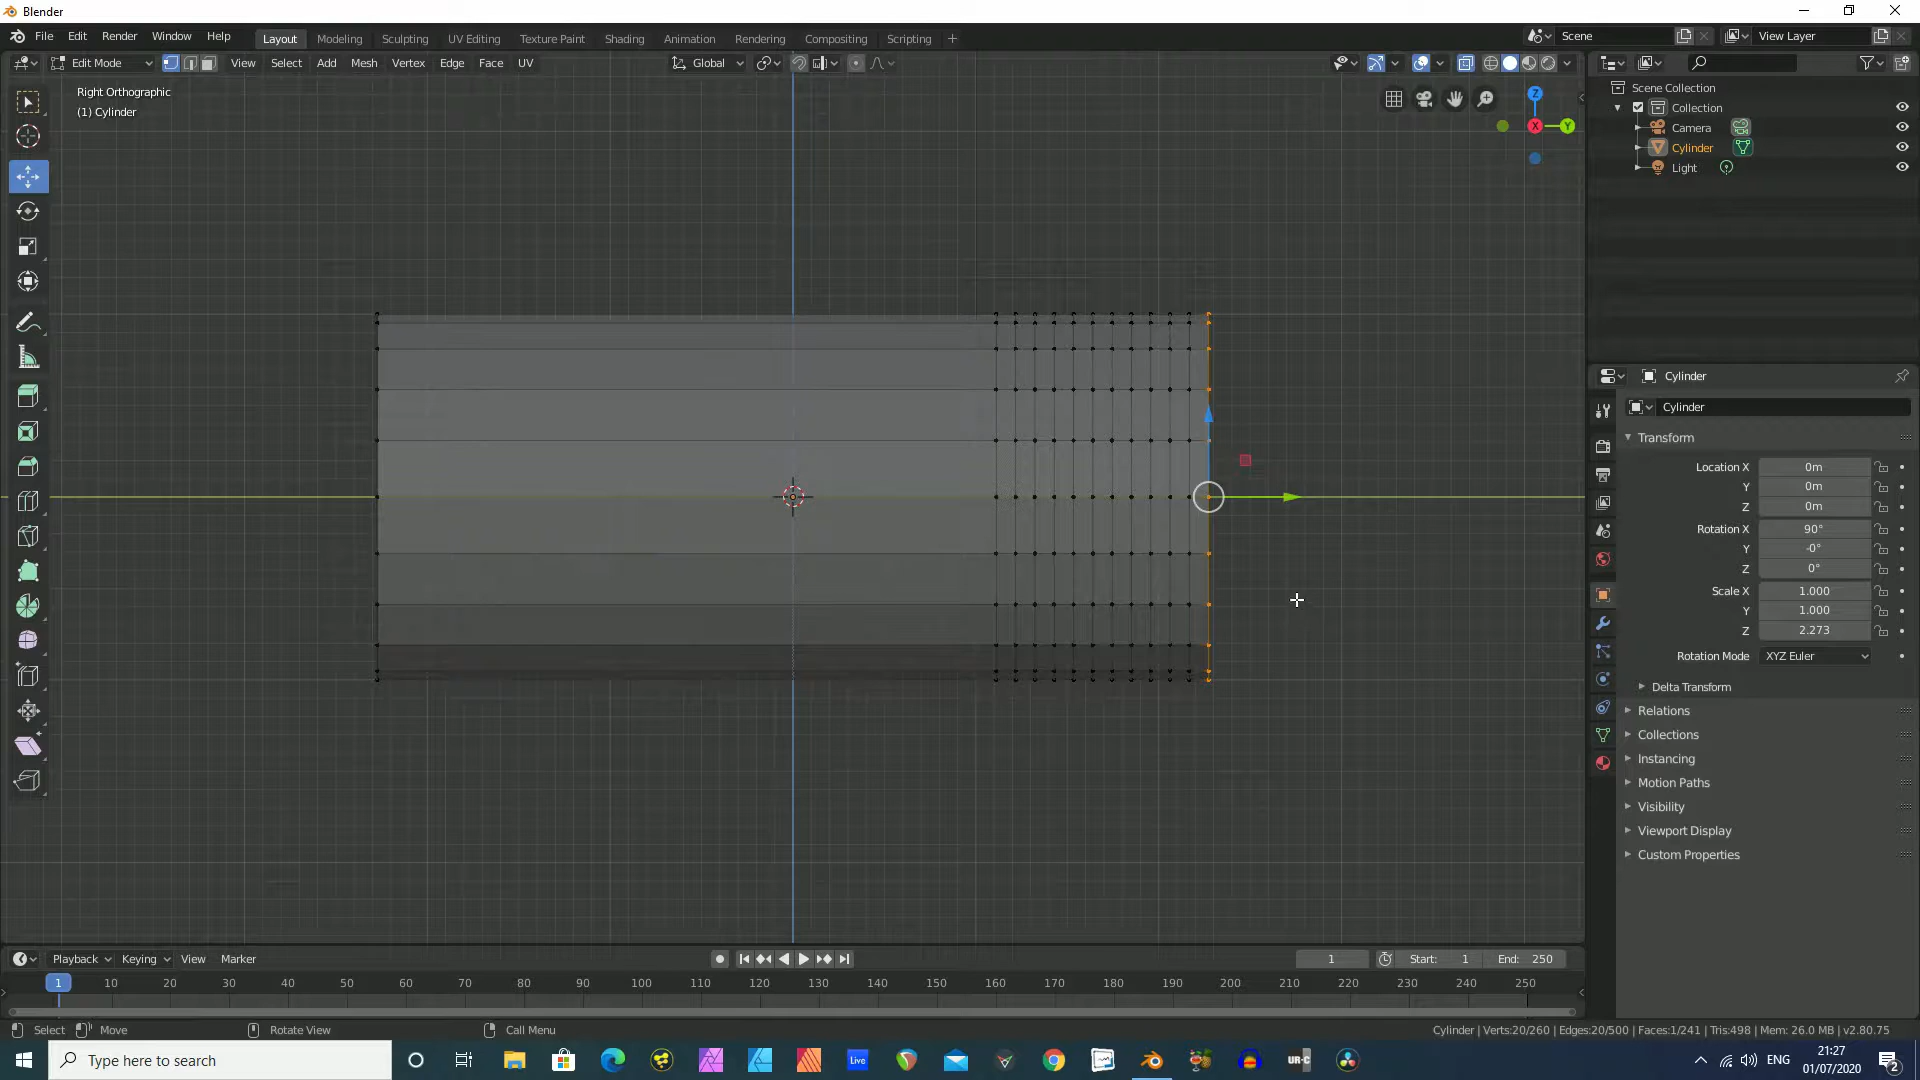 Blender
File Edit Render Window Help
Layout Modeling Sculpting UV Editing Texture Paint Shading Animation Rendering Compositing Scripting +
Scene
View Layer
Edit Mode View Select Add Mesh Vertex Edge Face UV
Global
Right Orthographic
(1) Cylinder
Z
X
Y
Scene Collection
Collection
Camera
Cylinder
Light
Cylinder
Cylinder
Transform
Location X 0m
Y 0m
Z 0m
Rotation X 90°
Y -0°
Z 0°
Scale X 1.000
Y 1.000
Z 2.273
Rotation Mode XYZ Euler
Delta Transform
Relations
Collections
Instancing
Motion Paths
Visibility
Viewport Display
Custom Properties
Playback Keying View Marker
1 Start: 1 End: 250
1 10 20 30 40 50 60 70 80 90 100 110 120 130 140 150 160 170 180 190 200 210 220 230 240 250
Select Move Rotate View Call Menu
Cylinder | Verts:20/260 | Edges:20/500 | Faces:1/241 | Tris:498 | Mem: 26.0 MB | v2.80.75
Type here to search
Live
UR-C
ENG
21:27
01/07/2020
2